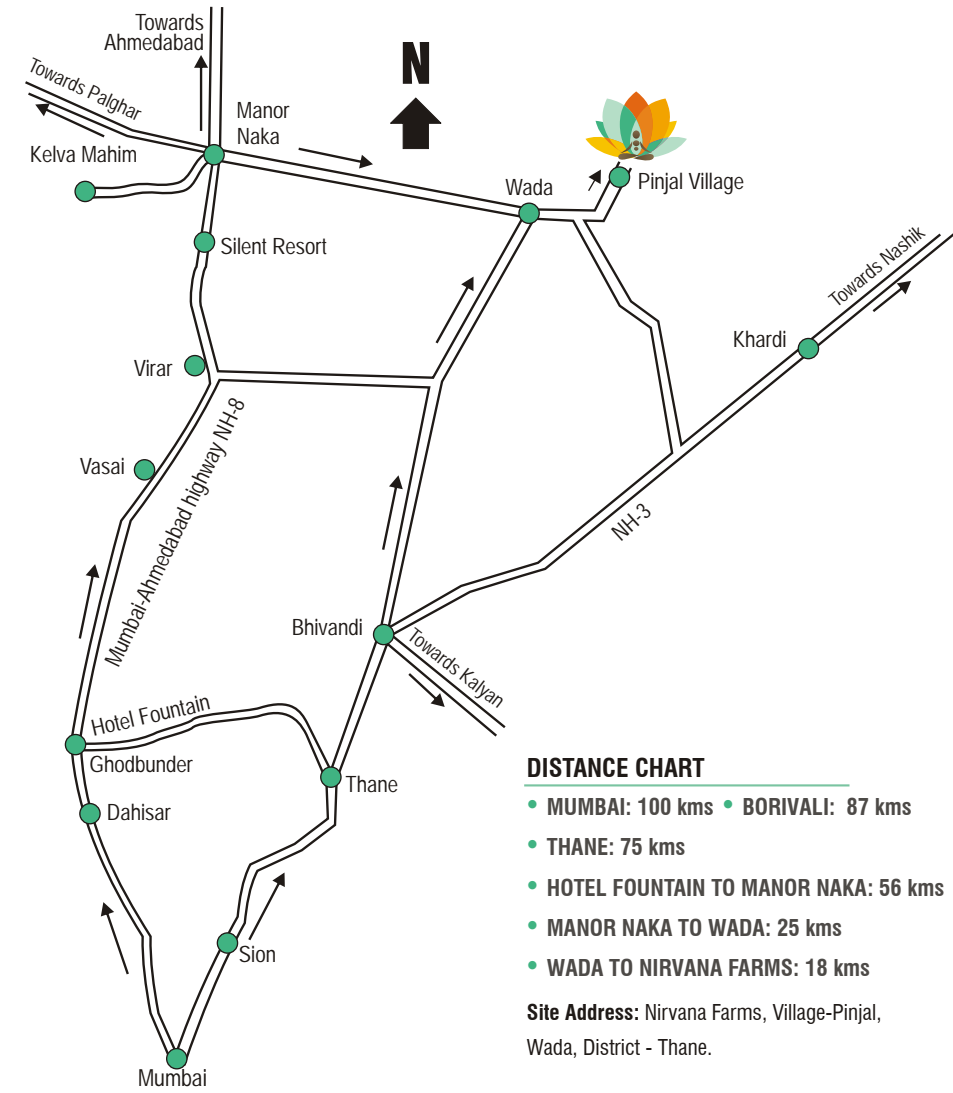 Towards
Ahmedabad
N
Towards Palghar
Manor
Naka
Kelva Mahim
Wada
Pinjal Village
Silent Resort
Towards Nashik
Khardi
Virar
Vasai
Mumbai-Ahmedabad highway NH-8
NH-3
Bhivandi
Towards Kalyan
Hotel Fountain
Ghodbunder
Thane
Dahisar
Sion
Mumbai
DISTANCE CHART
• MUMBAI: 100 kms • BORIVALI: 87 kms
• THANE: 75 kms
• HOTEL FOUNTAIN TO MANOR NAKA: 56 kms
• MANOR NAKA TO WADA: 25 kms
• WADA TO NIRVANA FARMS: 18 kms
Site Address: Nirvana Farms, Village-Pinjal,
Wada, District - Thane.